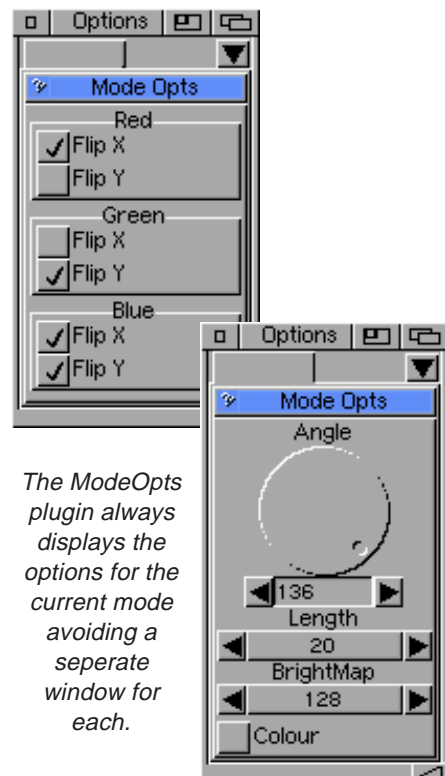 Options
Mode Opts
Red
Flip X
Flip Y
Green
Flip X
Flip Y
Blue
Flip X
Flip Y
Options
Mode Opts
Angle
136
Length
20
BrightMap
128
Colour
The ModeOpts
plugin always
displays the
options for the
current mode
avoiding a
seperate
window for
each.